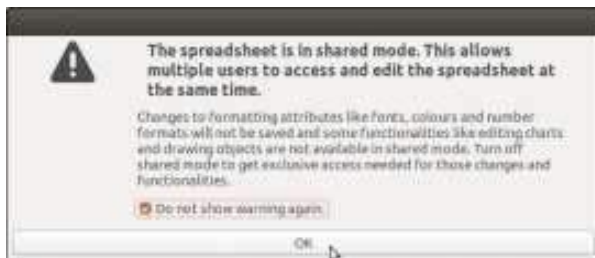 The spreadsheet is in shared mode. This allows
multiple users to access and edit the spreadsheet at
the same time.
Changes to formatting attributes like fonts, colours and number
formats will not be saved and some functionalities like editing charts
and drawing objects are not available in shared mode. Turn off
shared mode to get exclusive access needed for those changes and
functionalities.
Do not show warning again
OK